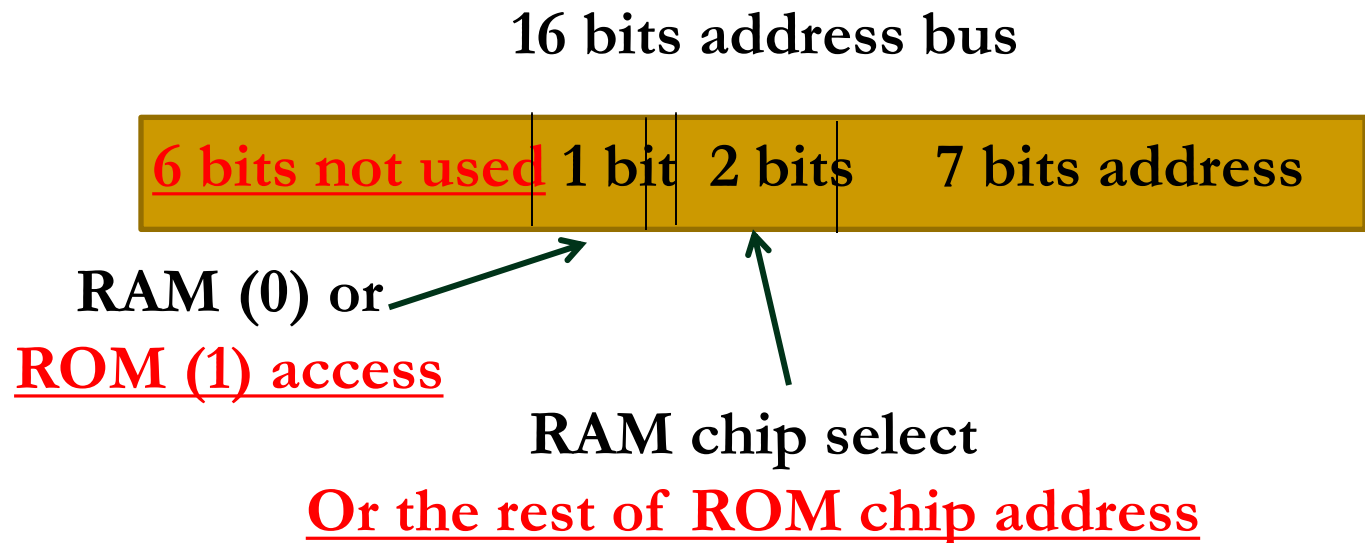 16 bits address bus
6 bits not used 1 bit 2 bits 7 bits address
RAM (0) or
ROM (1) access
RAM chip select
Or the rest of ROM chip address